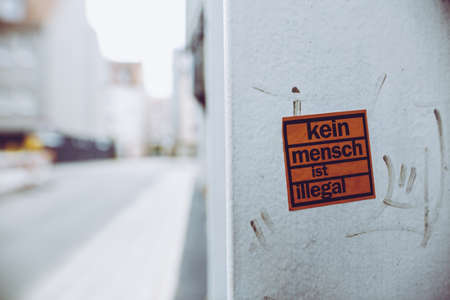 kein
mensch
ist
illegal